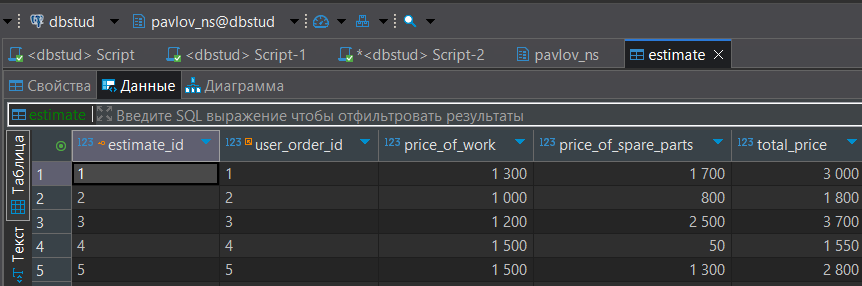 dbstud pavlov_ns@dbstud
<dbstud> Script <dbstud> Script-1 *<dbstud> Script-2 pavlov_ns estimate
Свойства Данные Диаграмма
estimate Введите SQL выражение чтобы отфильтровать результаты
Таблица
Текст
123 estimate_id 123 user_order_id 123 price_of_work 123 price_of_spare_parts 123 total_price
1 1 1 1 300 1 700 3 000
2 2 2 1 000 800 1 800
3 3 3 1 200 2 500 3 700
4 4 4 1 500 50 1 550
5 5 5 1 500 1 300 2 800